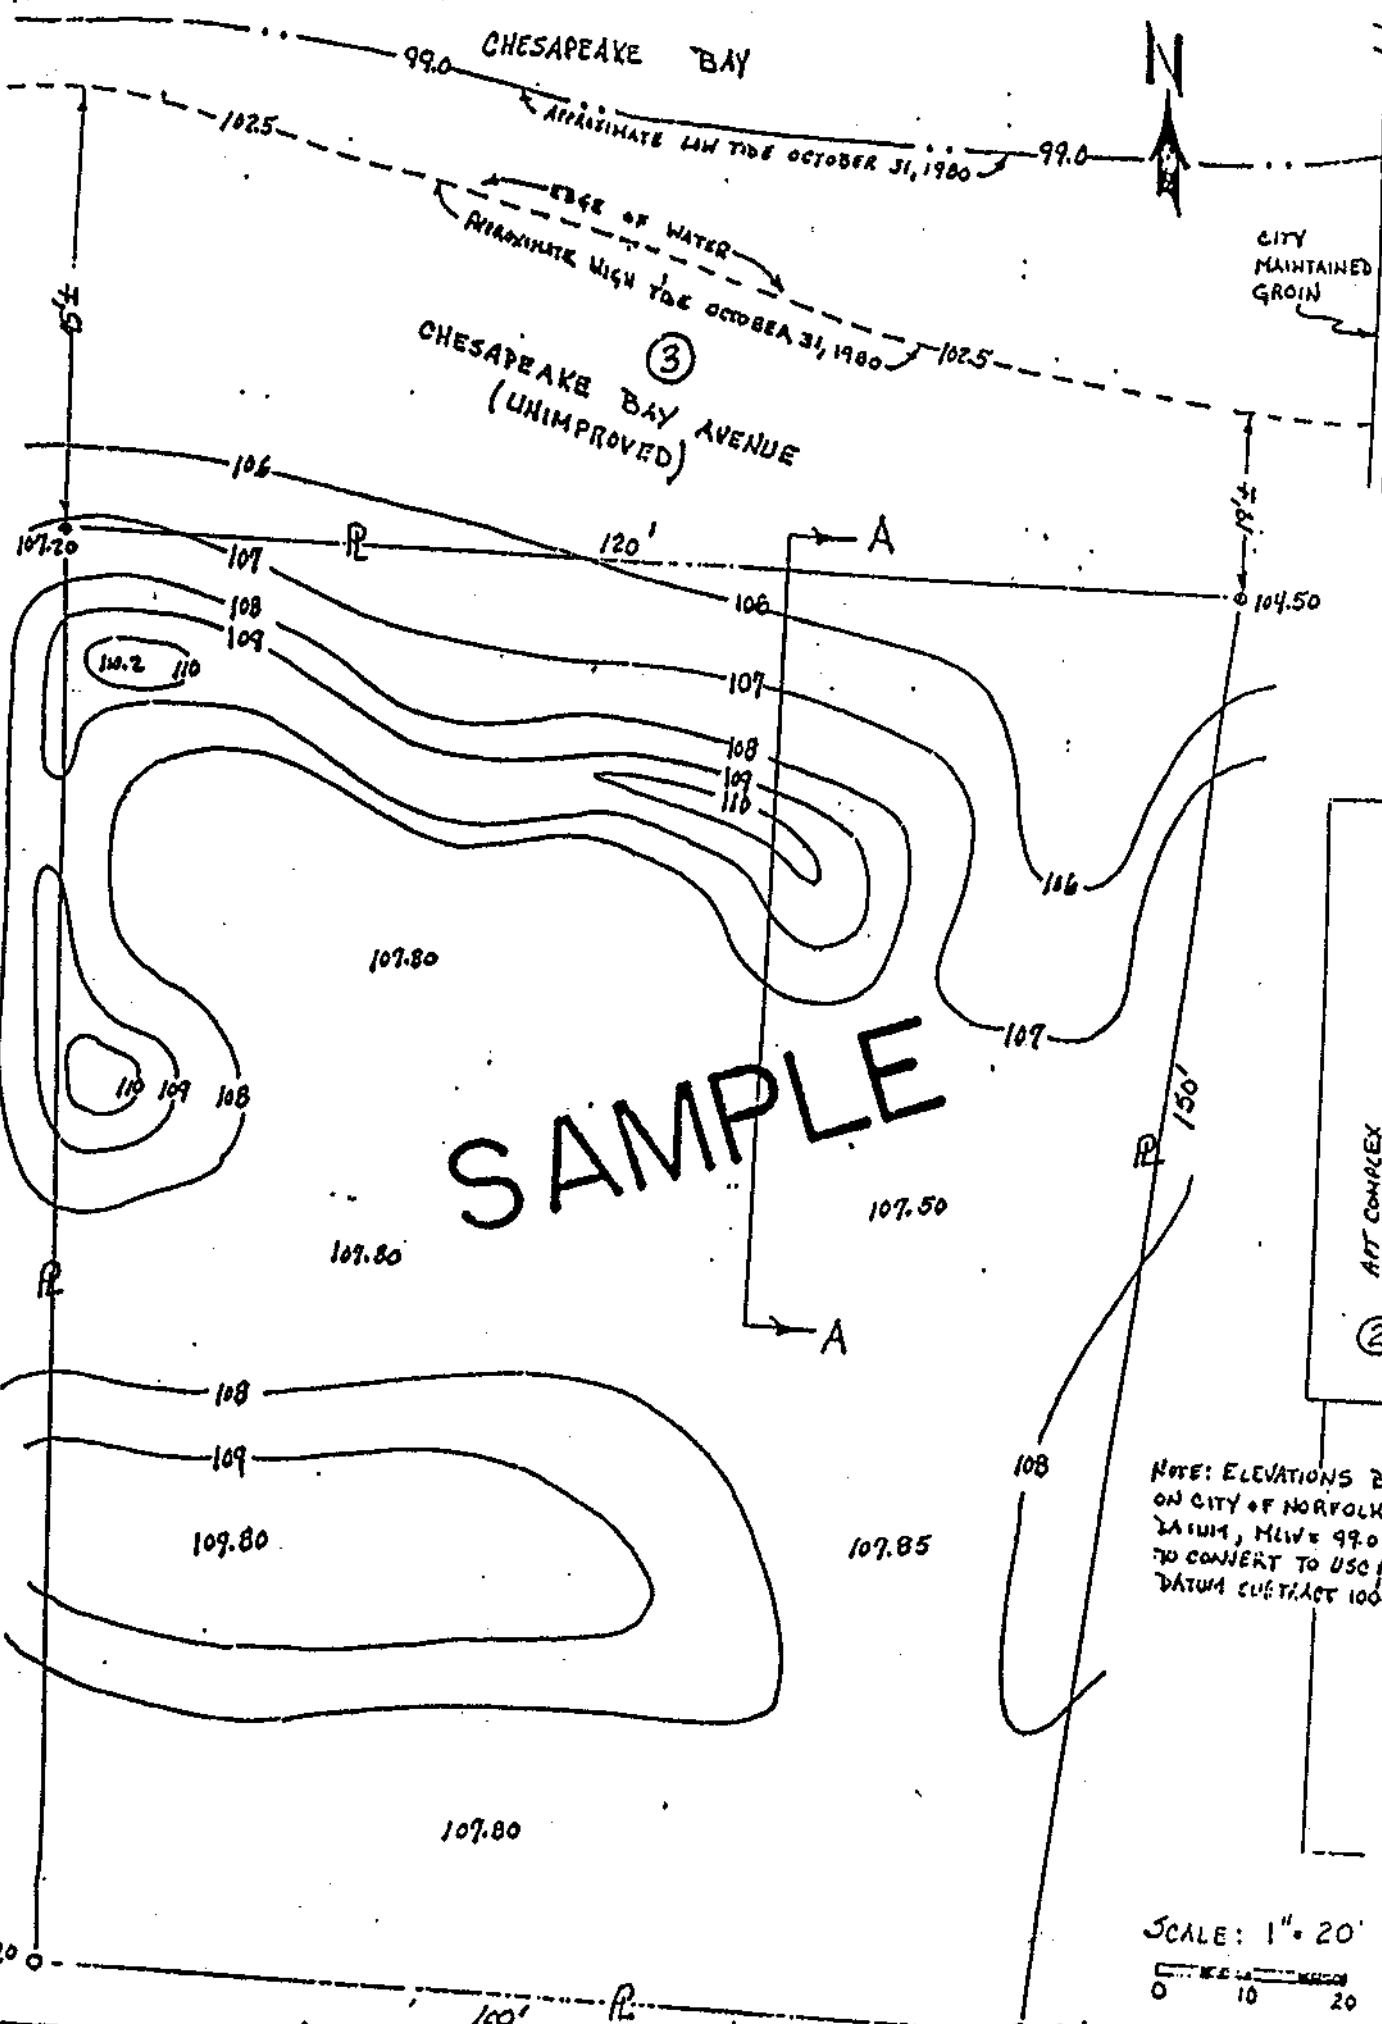 CHESAPEAKE BAY
N
99.0
APPROXIMATE LOW TIDE OCTOBER 31, 1980
99.0
102.5
EDGE OF WATER
APPROXIMATE HIGH TIDE OCTOBER 31, 1980
102.5
CITY
MAINTAINED
GROIN
3
CHESAPEAKE BAY AVENUE
(UNIMPROVED)
106
18'±
107.20
PL
120'
A
104.50
107
106
108
109
110.2
110
107
108
109
110
106
107.80
107
110
109
108
SAMPLE
150'
PL
107.50
APT COMPLEX
107.80
PL
A
2
108
109
108
109.80
107.85
NOTE: ELEVATIONS B
ON CITY OF NORFOLK
DATUM, MLW = 99.0
TO CONVERT TO USC
DATUM SUBTRACT 100
107.80
SCALE: 1" = 20'
0 10 20
100'
PL